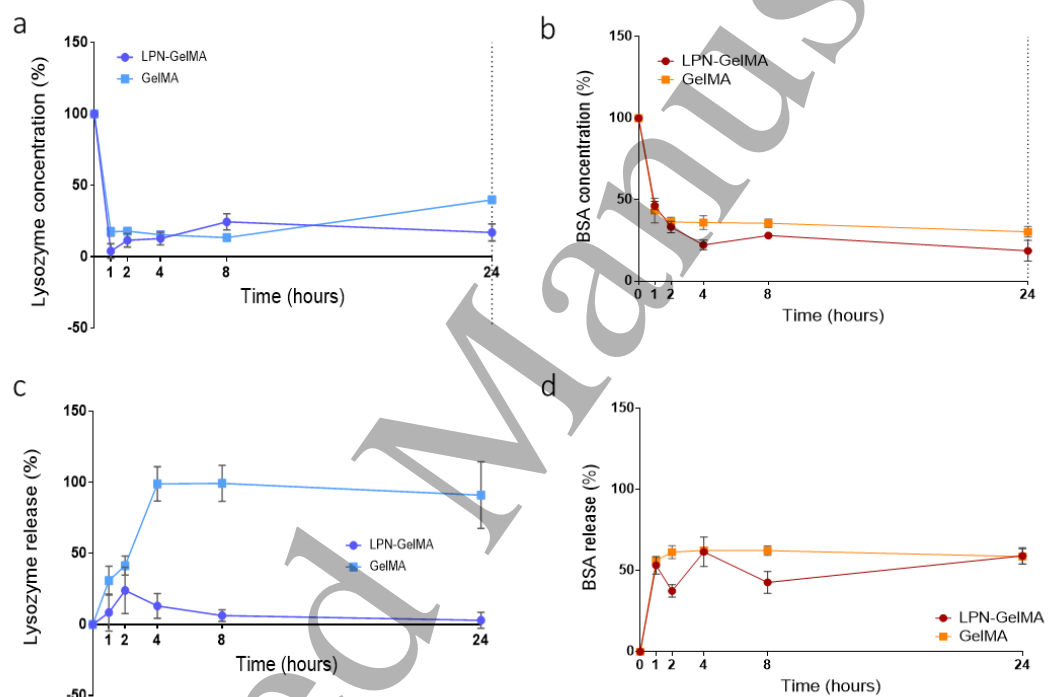 a
150
100
50
0
-50
Lysozyme concentration (%)
LPN-GelMA
GelMA
1 2 4 8 24
Time (hours)
b
150
100
50
0
BSA concentration (%)
LPN-GelMA
GelMA
0 1 2 4 8 24
Time (hours)
c
150
100
50
0
-50
Lysozyme release (%)
LPN-GelMA
GelMA
1 2 4 8 24
Time (hours)
d
150
100
50
0
BSA release (%)
LPN-GelMA
GelMA
0 1 2 4 8 24
Time (hours)
ed Manus